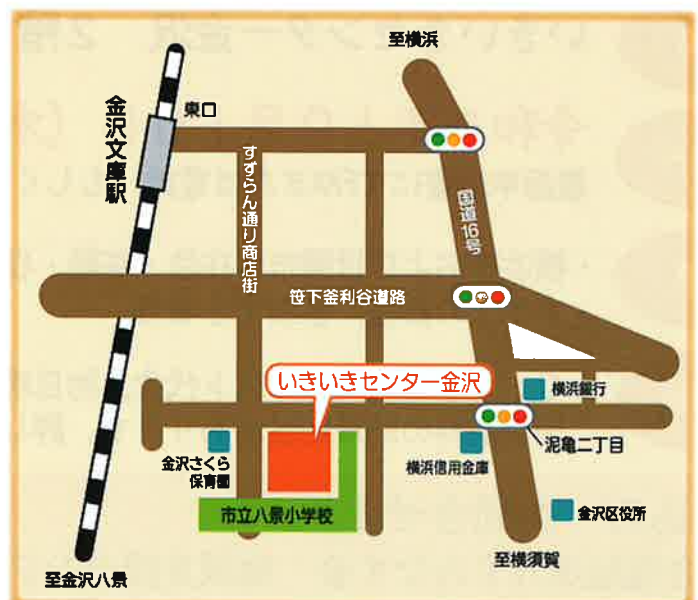 至横浜
東口
金沢文庫駅
すずらん通り商店街
国道16号
笹下釜利谷道路
いきいきセンター金沢
横浜銀行
泥亀二丁目
金沢さくら
保育園
横浜信用金庫
市立八景小学校
金沢区役所
至横須賀
至金沢八景